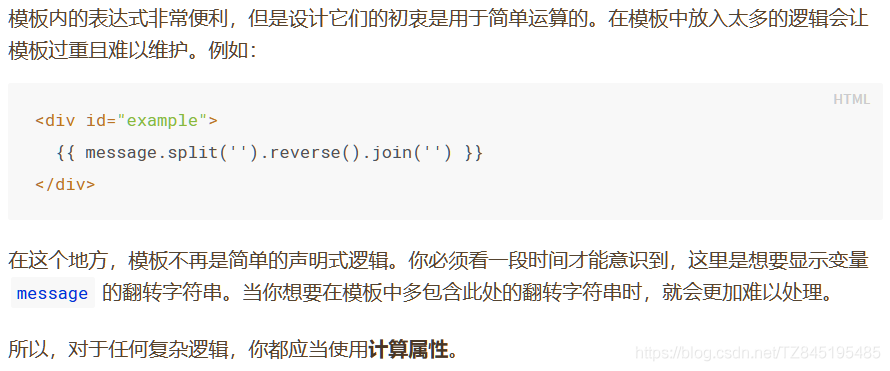 模板内的表达式非常便利，但是设计它们的初衷是用于简单运算的。在模板中放入太多的逻辑会让
模板过重且难以维护。例如：
HTML
<div id="example">
  {{ message.split('').reverse().join('') }}
</div>
在这个地方，模板不再是简单的声明式逻辑。你必须看一段时间才能意识到，这里是想要显示变量
message 的翻转字符串。当你想要在模板中多包含此处的翻转字符串时，就会更加难以处理。
所以，对于任何复杂逻辑，你都应当使用计算属性。
https://blog.csdn.net/TZ845195485